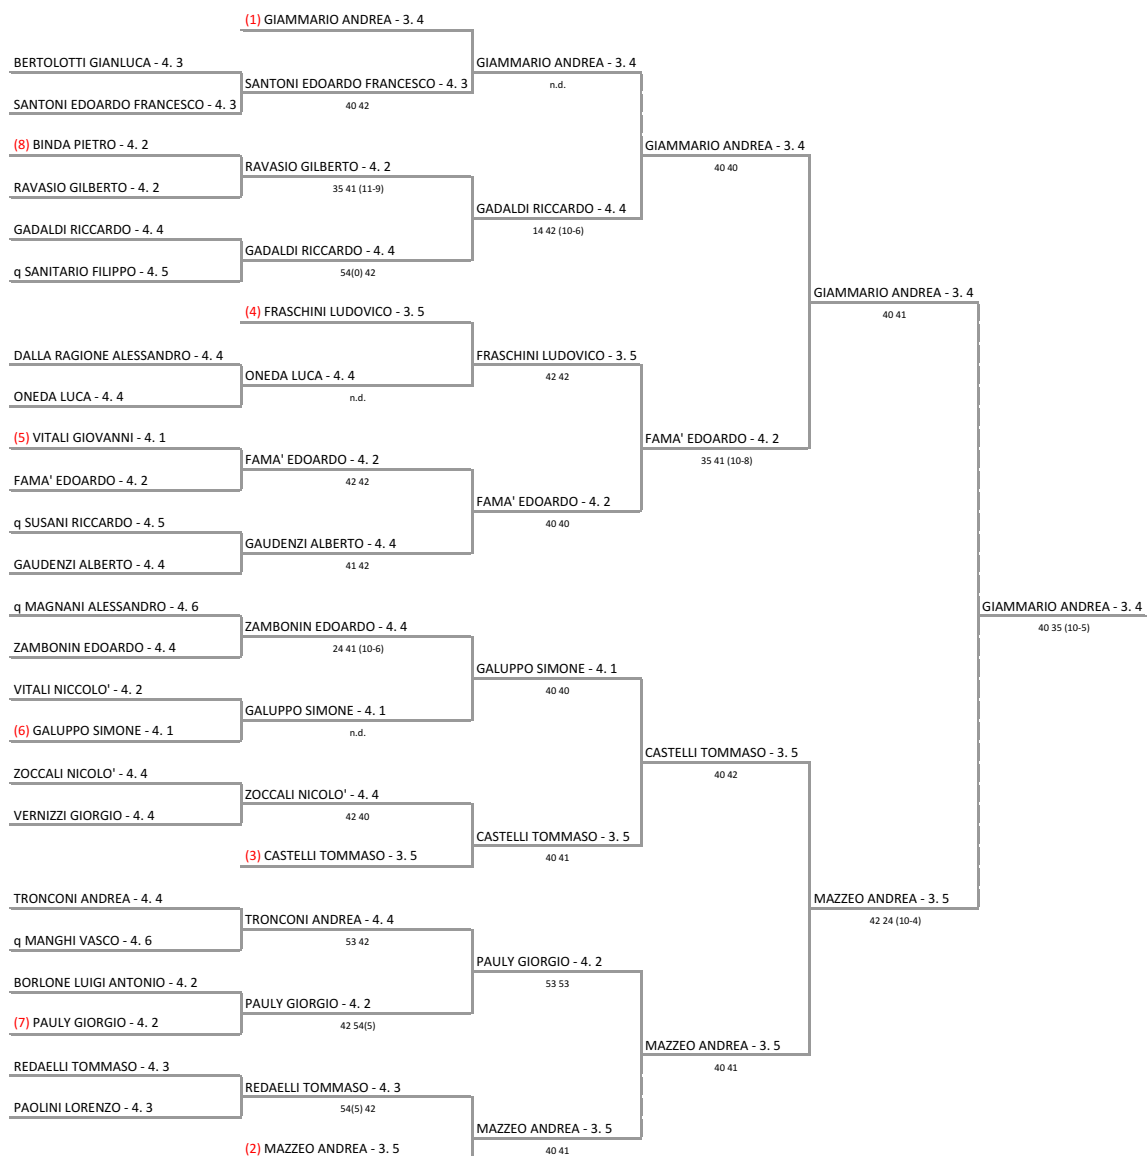 (1) GIAMMARIO ANDREA - 3. 4
BERTOLOTTI GIANLUCA - 4. 3
GIAMMARIO ANDREA - 3. 4
SANTONI EDOARDO FRANCESCO - 4. 3
n.d.
SANTONI EDOARDO FRANCESCO - 4. 3
40 42
(8) BINDA PIETRO - 4. 2
GIAMMARIO ANDREA - 3. 4
RAVASIO GILBERTO - 4. 2
40 40
RAVASIO GILBERTO - 4. 2
35 41 (11-9)
GADALDI RICCARDO - 4. 4
GADALDI RICCARDO - 4. 4
14 42 (10-6)
GADALDI RICCARDO - 4. 4
q SANITARIO FILIPPO - 4. 5
54(0) 42
GIAMMARIO ANDREA - 3. 4
(4) FRASCHINI LUDOVICO - 3. 5
40 41
DALLA RAGIONE ALESSANDRO - 4. 4
FRASCHINI LUDOVICO - 3. 5
ONEDA LUCA - 4. 4
42 42
ONEDA LUCA - 4. 4
n.d.
(5) VITALI GIOVANNI - 4. 1
FAMA' EDOARDO - 4. 2
FAMA' EDOARDO - 4. 2
35 41 (10-8)
FAMA' EDOARDO - 4. 2
42 42
FAMA' EDOARDO - 4. 2
q SUSANI RICCARDO - 4. 5
40 40
GAUDENZI ALBERTO - 4. 4
GAUDENZI ALBERTO - 4. 4
41 42
q MAGNANI ALESSANDRO - 4. 6
GIAMMARIO ANDREA - 3. 4
ZAMBONIN EDOARDO - 4. 4
40 35 (10-5)
ZAMBONIN EDOARDO - 4. 4
24 41 (10-6)
GALUPPO SIMONE - 4. 1
VITALI NICCOLO' - 4. 2
40 40
GALUPPO SIMONE - 4. 1
(6) GALUPPO SIMONE - 4. 1
n.d.
CASTELLI TOMMASO - 3. 5
ZOCCALI NICOLO' - 4. 4
40 42
ZOCCALI NICOLO' - 4. 4
VERNIZZI GIORGIO - 4. 4
42 40
CASTELLI TOMMASO - 3. 5
(3) CASTELLI TOMMASO - 3. 5
40 41
TRONCONI ANDREA - 4. 4
MAZZEO ANDREA - 3. 5
TRONCONI ANDREA - 4. 4
42 24 (10-4)
q MANGHI VASCO - 4. 6
53 42
PAULY GIORGIO - 4. 2
BORLONE LUIGI ANTONIO - 4. 2
53 53
PAULY GIORGIO - 4. 2
(7) PAULY GIORGIO - 4. 2
42 54(5)
MAZZEO ANDREA - 3. 5
REDAELLI TOMMASO - 4. 3
40 41
REDAELLI TOMMASO - 4. 3
PAOLINI LORENZO - 4. 3
54(5) 42
MAZZEO ANDREA - 3. 5
(2) MAZZEO ANDREA - 3. 5
40 41